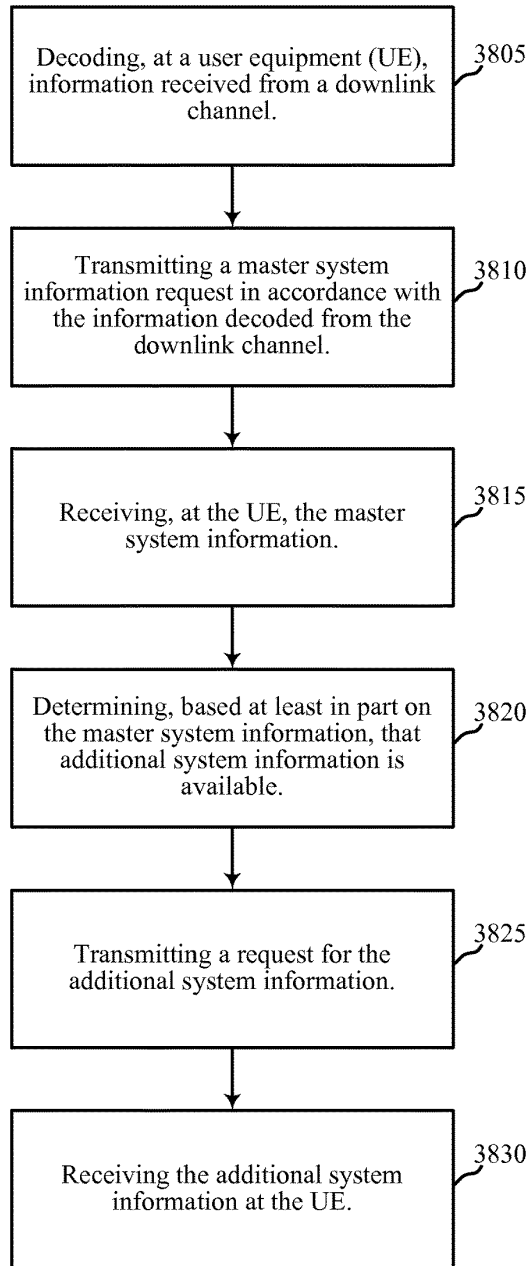 Decoding, at a user equipment (UE),
information received from a downlink
channel.
3805
Transmitting a master system
information request in accordance with
the information decoded from the
downlink channel.
3810
Receiving, at the UE, the master
system information.
3815
Determining, based at least in part on
the master system information, that
additional system information is
available.
3820
Transmitting a request for the
additional system information.
3825
Receiving the additional system
information at the UE.
3830